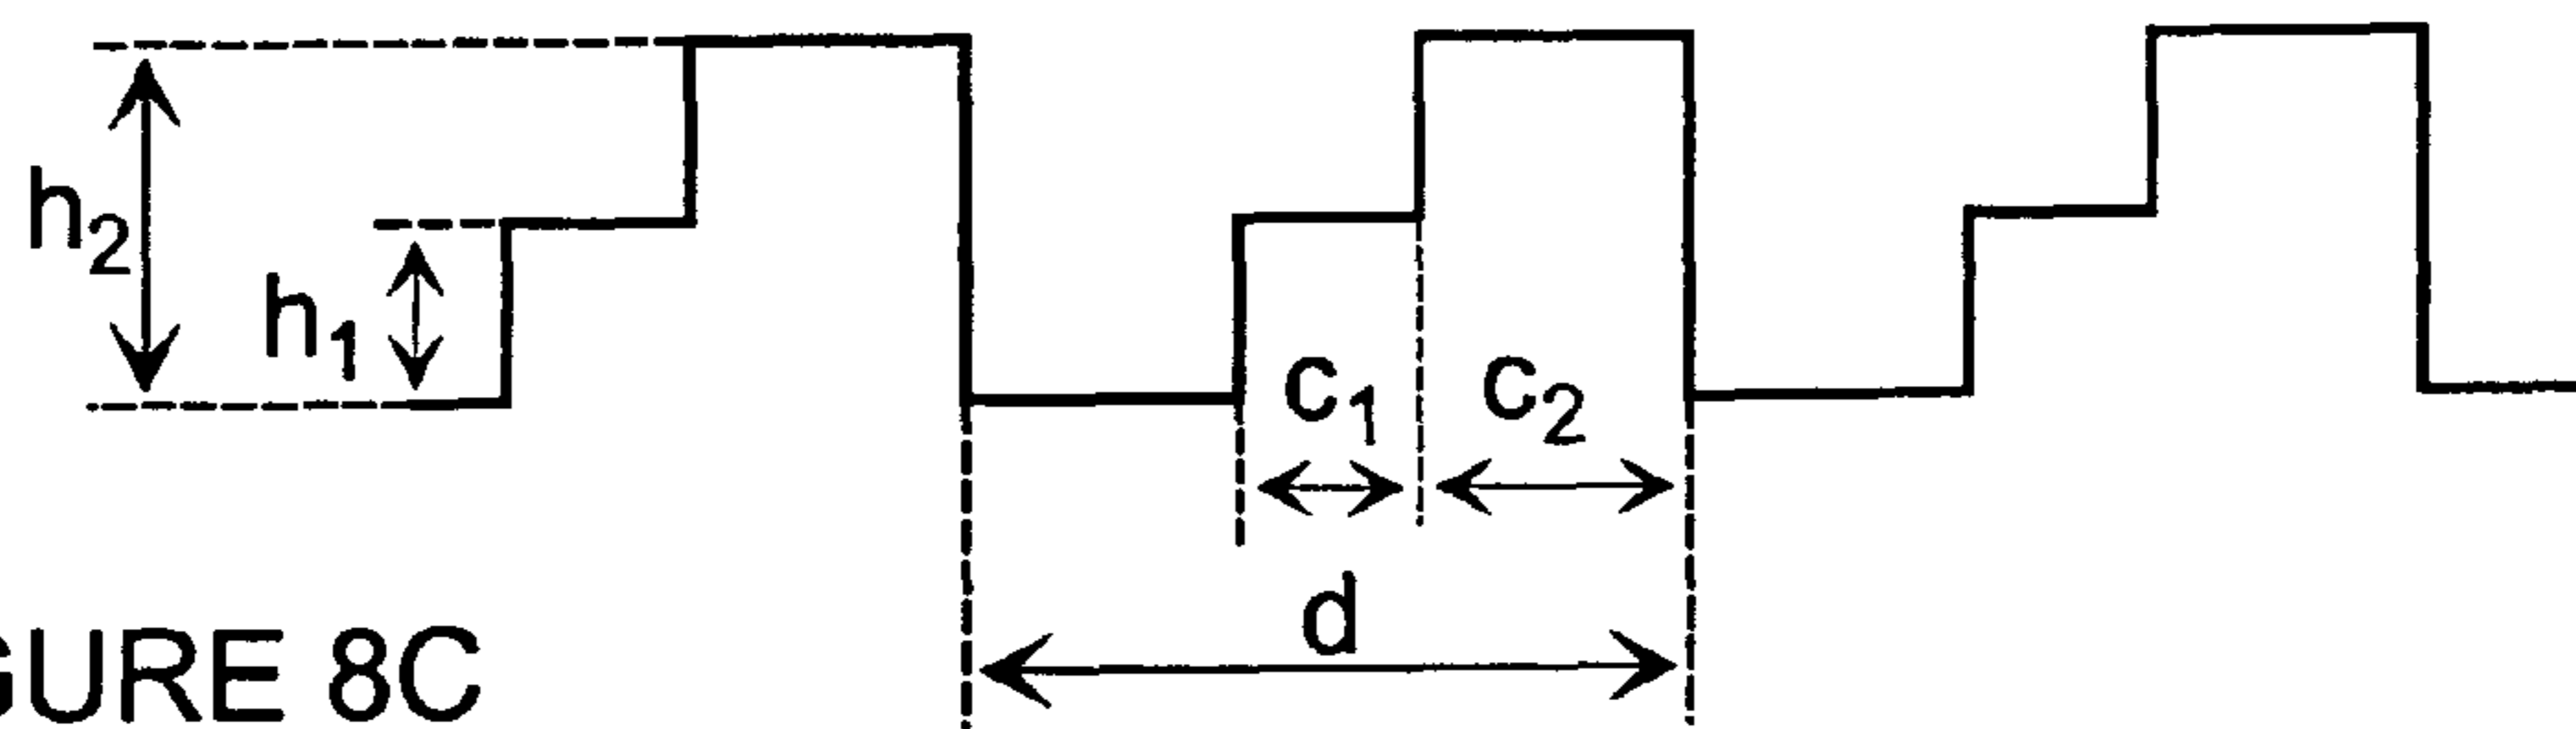 h₂
h₁
c₁ c₂
d
GURE 8C